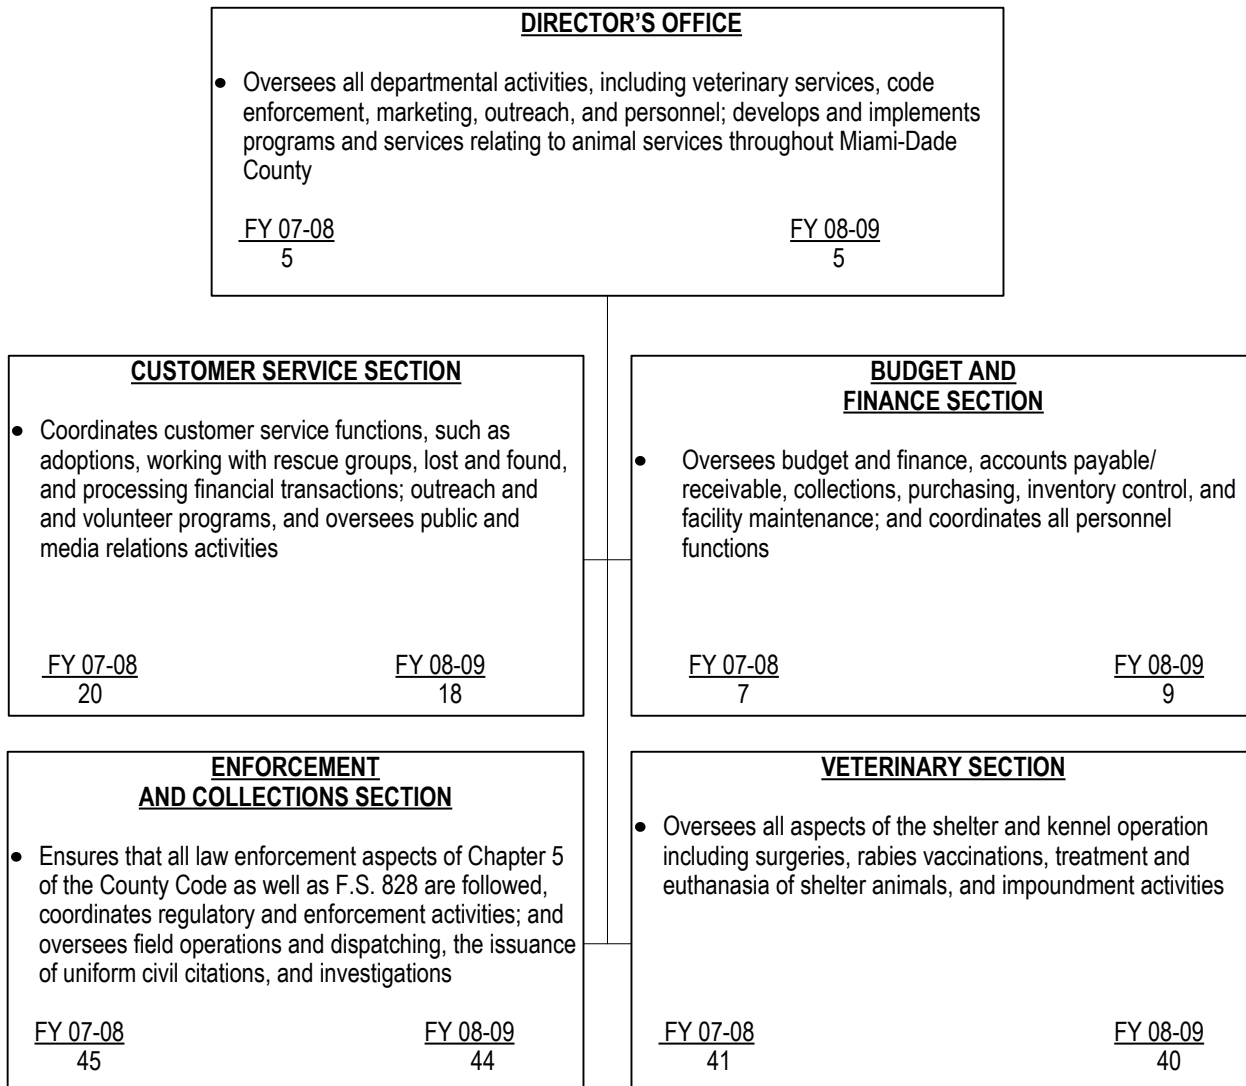 DIRECTOR'S OFFICE
● Oversees all departmental activities, including veterinary services, code
enforcement, marketing, outreach, and personnel; develops and implements
programs and services relating to animal services throughout Miami-Dade
County
FY 07-08 FY 08-09
5 5
CUSTOMER SERVICE SECTION
● Coordinates customer service functions, such as
adoptions, working with rescue groups, lost and found,
and processing financial transactions; outreach and
and volunteer programs, and oversees public and
media relations activities
FY 07-08 FY 08-09
20 18
BUDGET AND
FINANCE SECTION
● Oversees budget and finance, accounts payable/
receivable, collections, purchasing, inventory control, and
facility maintenance; and coordinates all personnel
functions
FY 07-08 FY 08-09
7 9
ENFORCEMENT
AND COLLECTIONS SECTION
● Ensures that all law enforcement aspects of Chapter 5
of the County Code as well as F.S. 828 are followed,
coordinates regulatory and enforcement activities; and
oversees field operations and dispatching, the issuance
of uniform civil citations, and investigations
FY 07-08 FY 08-09
45 44
VETERINARY SECTION
● Oversees all aspects of the shelter and kennel operation
including surgeries, rabies vaccinations, treatment and
euthanasia of shelter animals, and impoundment activities
FY 07-08 FY 08-09
41 40